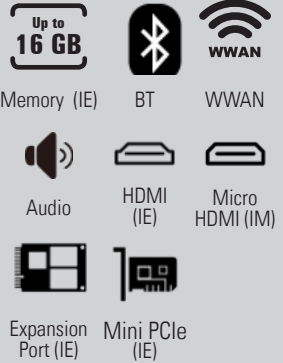 Up to
16 GB
WWAN
Memory (IE)
BT
WWAN
Audio
HDMI
(IE)
Micro
HDMI (IM)
Expansion
Port (IE)
Mini PCIe
(IE)